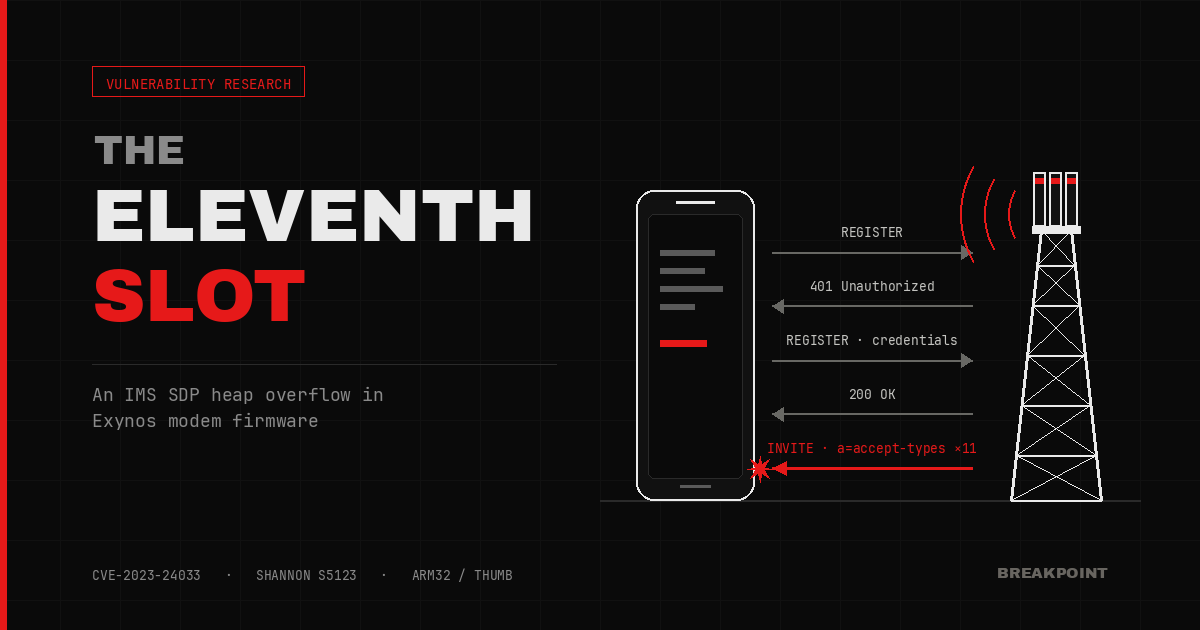 VULNERABILITY RESEARCH
THE
ELEVENTH
SLOT
An IMS SDP heap overflow in
Exynos modem firmware
REGISTER
401 Unauthorized
REGISTER · credentials
200 OK
INVITE · a=accept-types ×11
CVE-2023-24033 · SHANNON S5123 · ARM32 / THUMB
BREAKPOINT